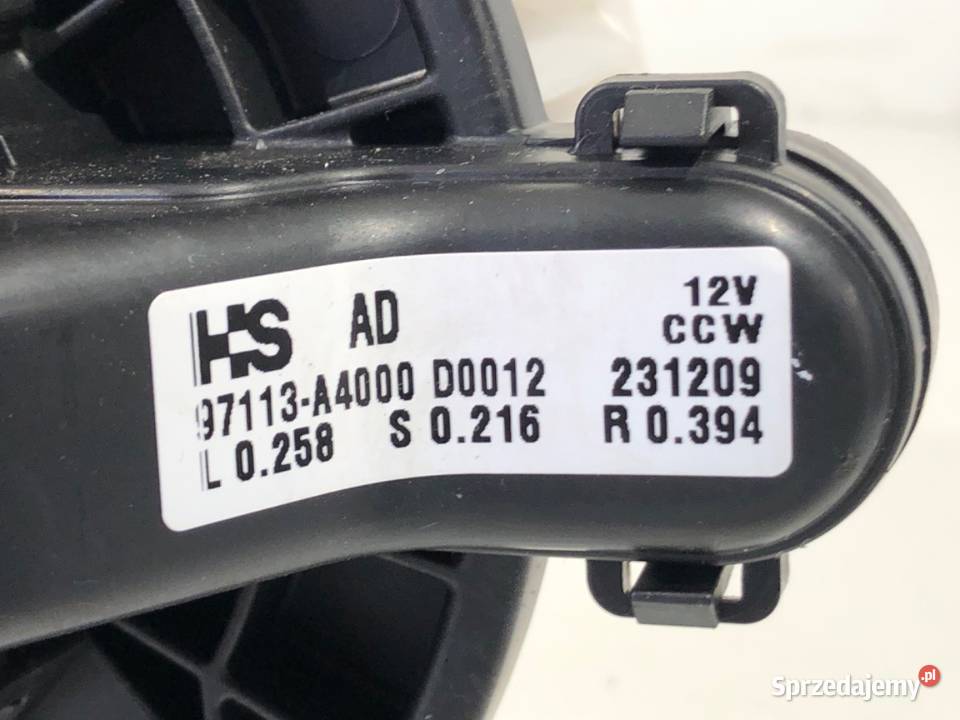 HS AD 12V
CCW
97113-A4000 D0012 231209
L 0.258 S 0.216 R 0.394
Sprzedajemy.pl